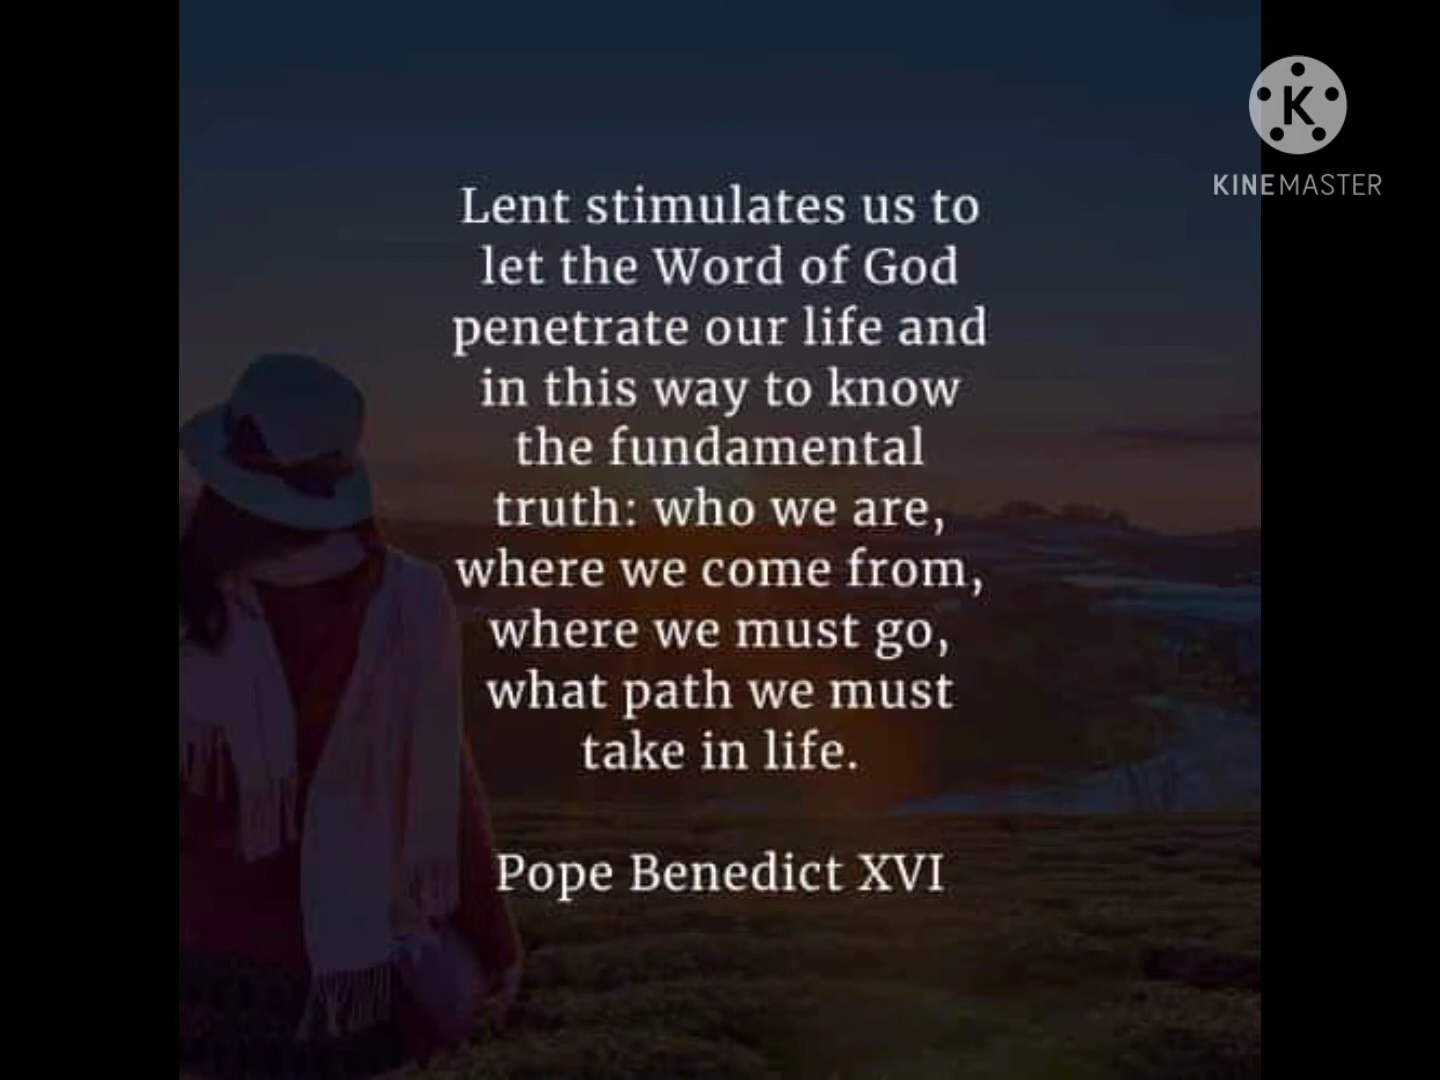 Lent stimulates us to
let the Word of God
penetrate our life and
in this way to know
the fundamental
truth: who we are,
where we come from,
where we must go,
what path we must
take in life.
Pope Benedict XVI
K
KINEMASTER